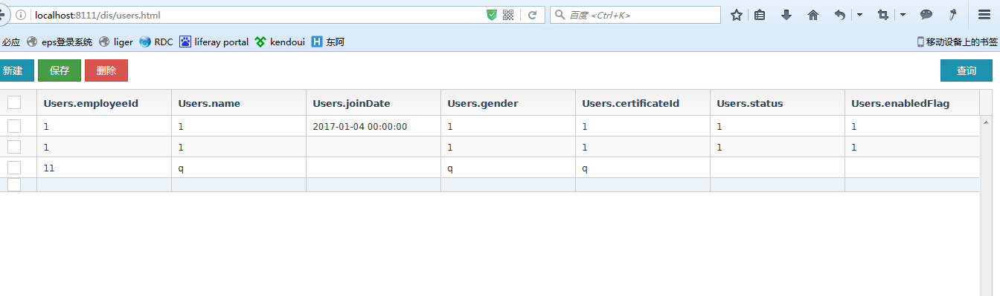 localhost:8111/dis/users.html 百度 <Ctrl+K>
必应 eps登录系统 liger RDC liferay portal kendoui H 东阿 移动设备上的书签
新建 保存 删除 查询
Users.employeeId Users.name Users.joinDate Users.gender Users.certificateId Users.status Users.enabledFlag
1 1 2017-01-04 00:00:00 1 1 1 1
1 1 1 1 1 1
11 q q q